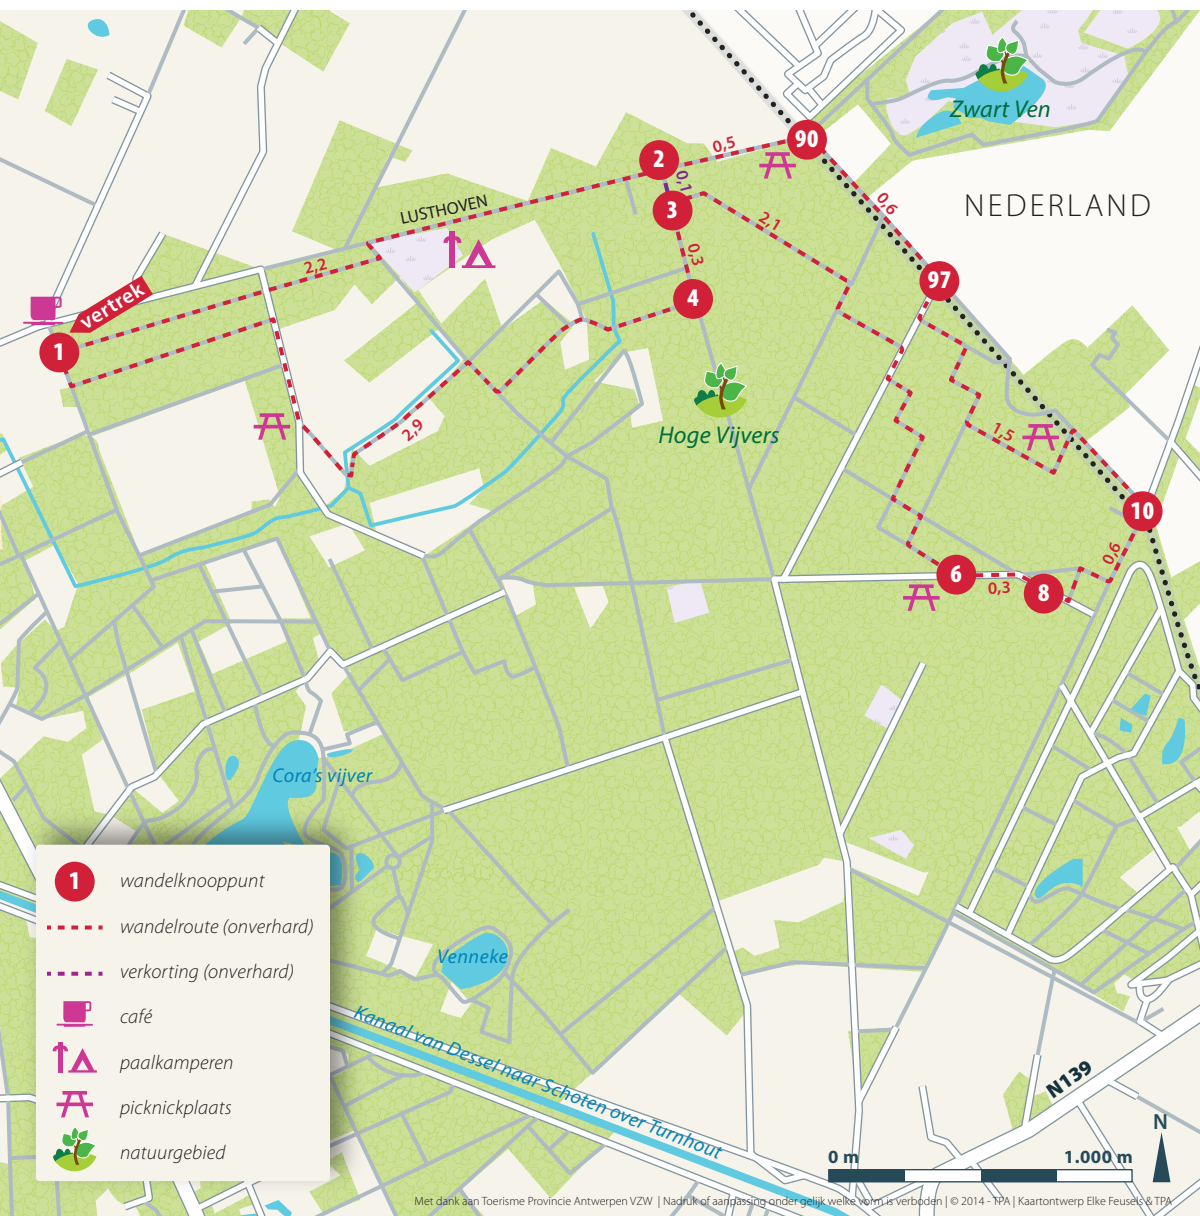 Zwart Ven
90
0,5
2
0,1
NEDERLAND
0,6
LUSTHOVEN
3
2,1
2,2
0,3
97
vertrek
4
1
Hoge Vijvers
2,9
1,5
10
0,6
6
0,3
8
Cora's vijver
1 wandelknooppunt
wandelroute (onverhard)
verkorting (onverhard)
café
paalkamperen
picknickplaats
natuurgebied
Venneke
Kanaal van Dessel naar Schoten over Turnhout
N139
N
0 m 1.000 m
Met dank aan Toerisme Provincie Antwerpen VZW | Nadruk of aanpassing onder gelijk welke vorm is verboden | © 2014 - TPA | Kaartontwerp Elke Feusels & TPA